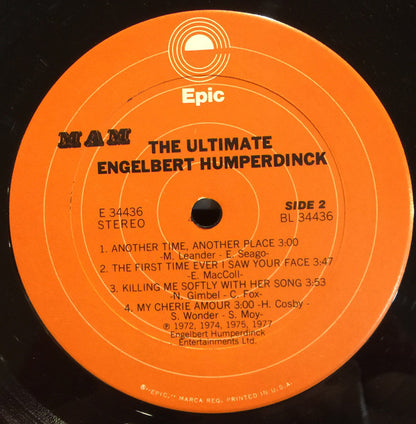 Epic
MAM
THE ULTIMATE
ENGELBERT HUMPERDINCK
E 34436
STEREO
SIDE 2
BL 34436
1. ANOTHER TIME, ANOTHER PLACE 3:00
-M. Leander - E. Seago-
2. THE FIRST TIME EVER I SAW YOUR FACE 3:47
-E. MacColl-
3. KILLING ME SOFTLY WITH HER SONG 3:53
-N. Gimbel - C. Fox-
4. MY CHERIE AMOUR 3:00 -H. Cosby -
S. Wonder - S. Moy-
℗ 1972, 1974, 1975, 1977
Engelbert Humperdinck
Entertainments Ltd.
®-"EPIC," MARCA REG. PRINTED IN U.S.A.